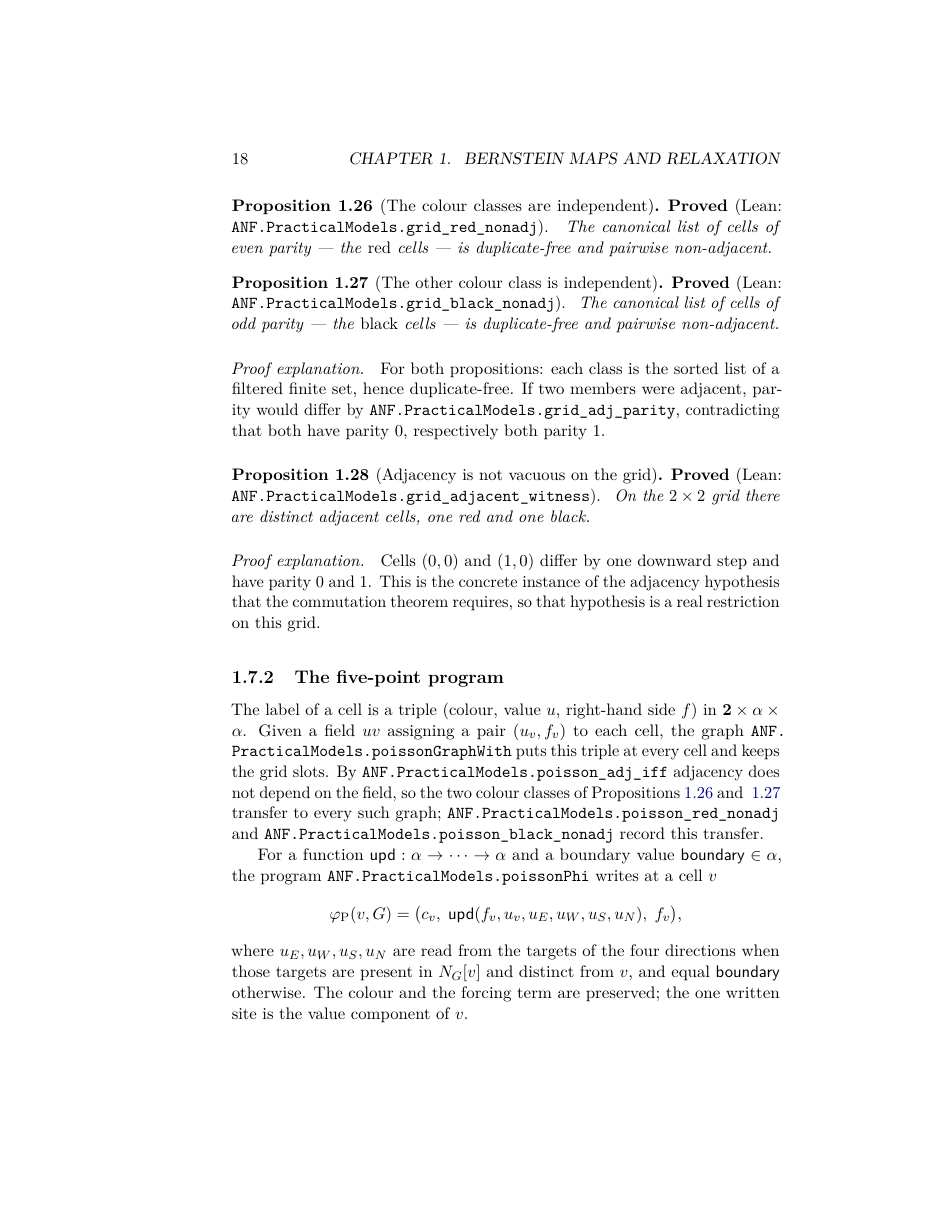 18 CHAPTER 1. BERNSTEIN MAPS AND RELAXATION
Proposition 1.26 (The colour classes are independent). Proved (Lean:
ANF.PracticalModels.grid_red_nonadj). The canonical list of cells of
even parity — the red cells — is duplicate-free and pairwise non-adjacent.
Proposition 1.27 (The other colour class is independent). Proved (Lean:
ANF.PracticalModels.grid_black_nonadj). The canonical list of cells of
odd parity — the black cells — is duplicate-free and pairwise non-adjacent.
Proof explanation. For both propositions: each class is the sorted list of a
filtered finite set, hence duplicate-free. If two members were adjacent, par-
ity would differ by ANF.PracticalModels.grid_adj_parity, contradicting
that both have parity 0, respectively both parity 1.
Proposition 1.28 (Adjacency is not vacuous on the grid). Proved (Lean:
ANF.PracticalModels.grid_adjacent_witness). On the 2 × 2 grid there
are distinct adjacent cells, one red and one black.
Proof explanation. Cells (0, 0) and (1, 0) differ by one downward step and
have parity 0 and 1. This is the concrete instance of the adjacency hypothesis
that the commutation theorem requires, so that hypothesis is a real restriction
on this grid.
1.7.2 The five-point program
The label of a cell is a triple (colour, value u, right-hand side f) in 2 × α ×
α. Given a field uv assigning a pair (u_v, f_v) to each cell, the graph ANF.
PracticalModels.poissonGraphWith puts this triple at every cell and keeps
the grid slots. By ANF.PracticalModels.poisson_adj_iff adjacency does
not depend on the field, so the two colour classes of Propositions 1.26 and 1.27
transfer to every such graph; ANF.PracticalModels.poisson_red_nonadj
and ANF.PracticalModels.poisson_black_nonadj record this transfer.
For a function upd : α → · · · → α and a boundary value boundary ∈ α,
the program ANF.PracticalModels.poissonPhi writes at a cell v
φ_P(v, G) = (c_v, upd(f_v, u_v, u_E, u_W, u_S, u_N), f_v),
where u_E, u_W, u_S, u_N are read from the targets of the four directions when
those targets are present in N_G[v] and distinct from v, and equal boundary
otherwise. The colour and the forcing term are preserved; the one written
site is the value component of v.